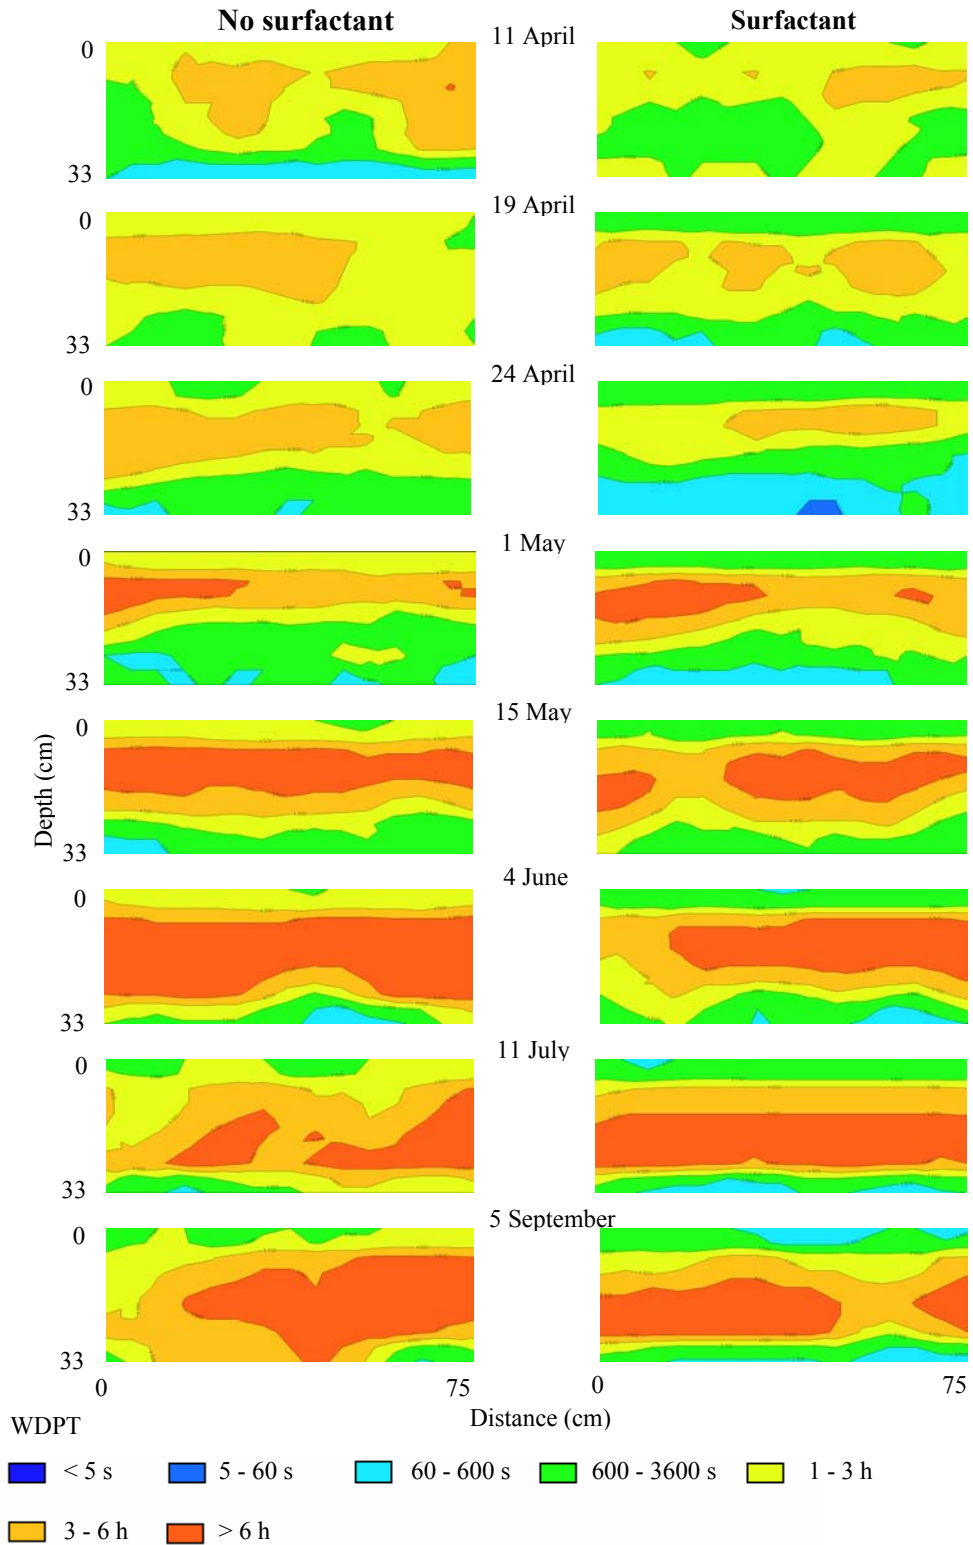 No surfactant Surfactant
11 April
0
33
19 April
0
33
24 April
0
33
1 May
0
33
15 May
0
33
4 June
0
33
11 July
0
33
5 September
0
33
Depth (cm)
0 75 0 75
Distance (cm)
WDPT
< 5 s 5 - 60 s 60 - 600 s 600 - 3600 s 1 - 3 h
3 - 6 h > 6 h